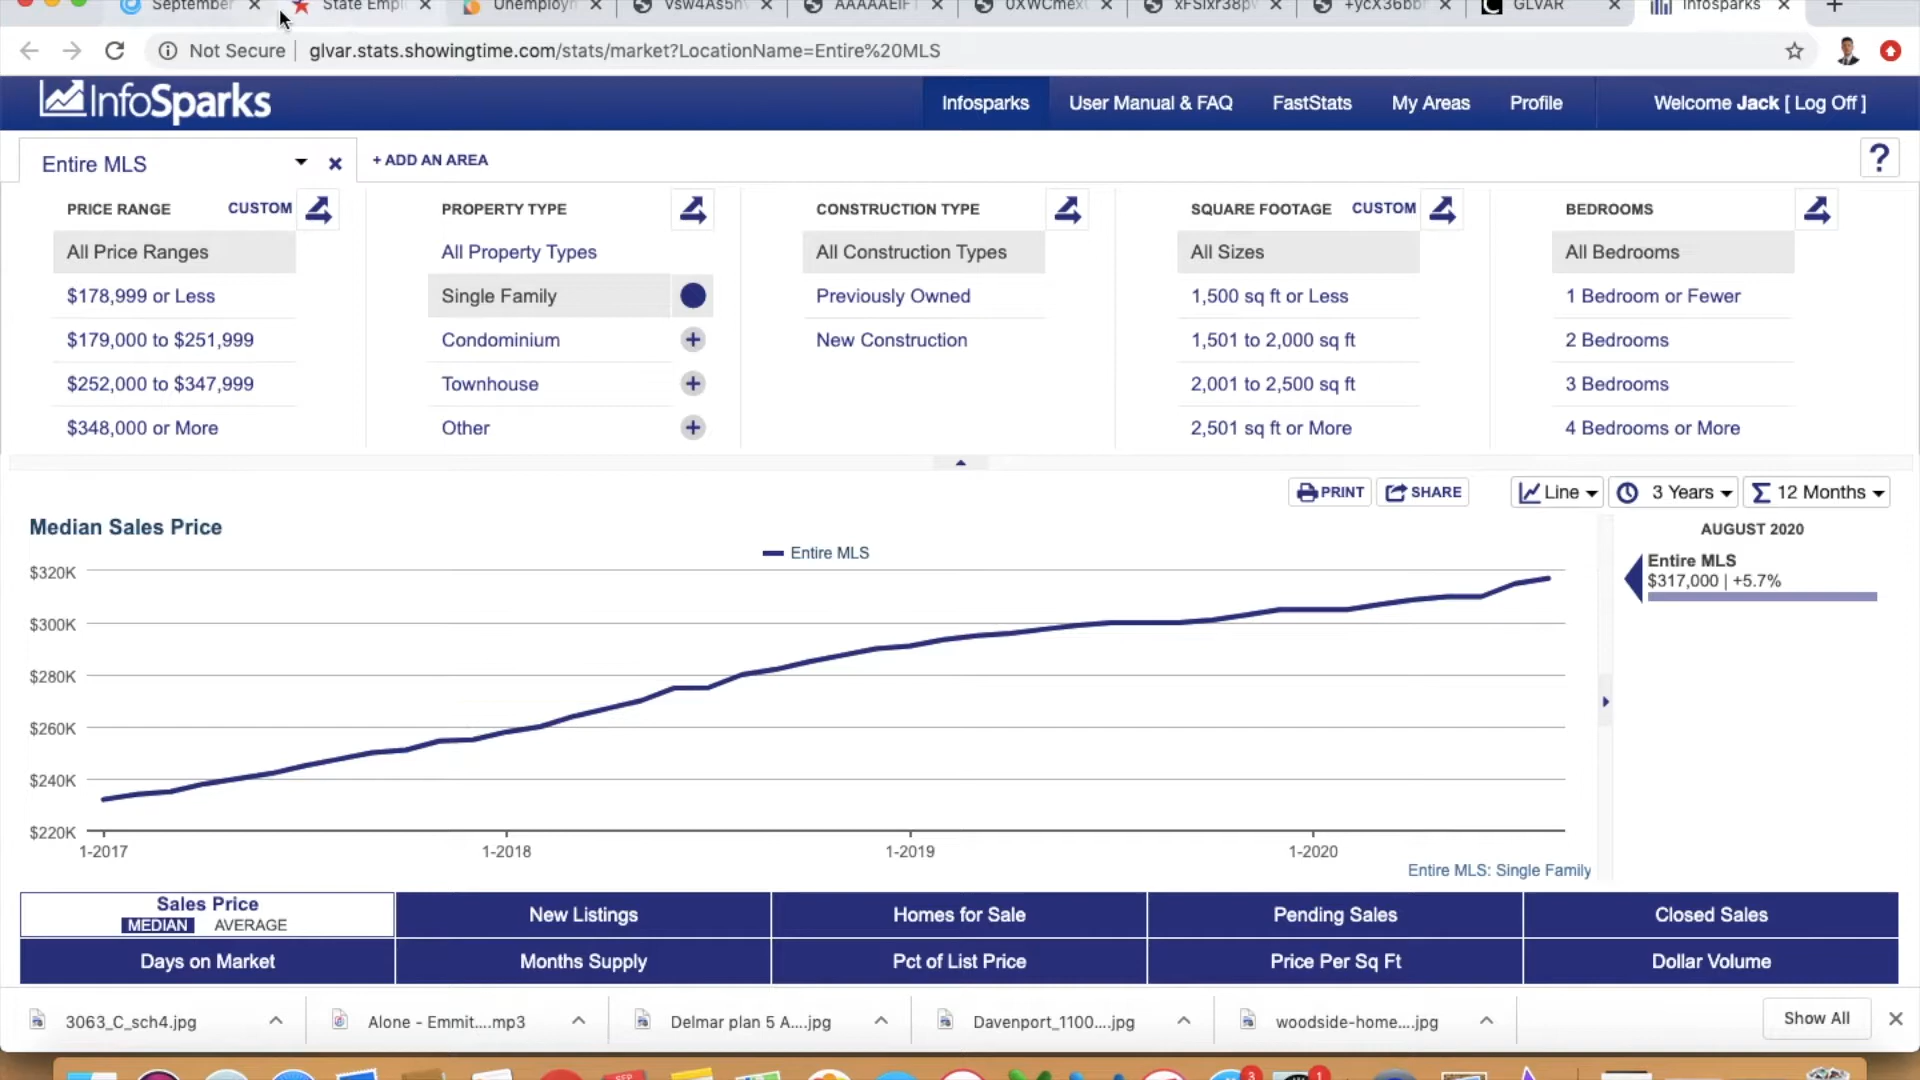 September
State Empl
Unemploym
GLVAR
Infosparks
Not Secure
glvar.stats.showingtime.com/stats/market?LocationName=Entire%20MLS
InfoSparks
Infosparks
User Manual & FAQ
FastStats
My Areas
Profile
Welcome Jack [ Log Off ]
Entire MLS
+ ADD AN AREA
?
PRICE RANGE CUSTOM
All Price Ranges
$178,999 or Less
$179,000 to $251,999
$252,000 to $347,999
$348,000 or More
PROPERTY TYPE
All Property Types
Single Family
Condominium
Townhouse
Other
CONSTRUCTION TYPE
All Construction Types
Previously Owned
New Construction
SQUARE FOOTAGE CUSTOM
All Sizes
1,500 sq ft or Less
1,501 to 2,000 sq ft
2,001 to 2,500 sq ft
2,501 sq ft or More
BEDROOMS
All Bedrooms
1 Bedroom or Fewer
2 Bedrooms
3 Bedrooms
4 Bedrooms or More
PRINT
SHARE
Line
3 Years
12 Months
Median Sales Price
Entire MLS
$320K
$300K
$280K
$260K
$240K
$220K
1-2017
1-2018
1-2019
1-2020
Entire MLS: Single Family
AUGUST 2020
Entire MLS
$317,000 | +5.7%
Sales Price
MEDIAN AVERAGE
New Listings
Homes for Sale
Pending Sales
Closed Sales
Days on Market
Months Supply
Pct of List Price
Price Per Sq Ft
Dollar Volume
3063_C_sch4.jpg
Alone - Emmit....mp3
Delmar plan 5 A....jpg
Davenport_1100....jpg
woodside-home....jpg
Show All
SEP
3
1